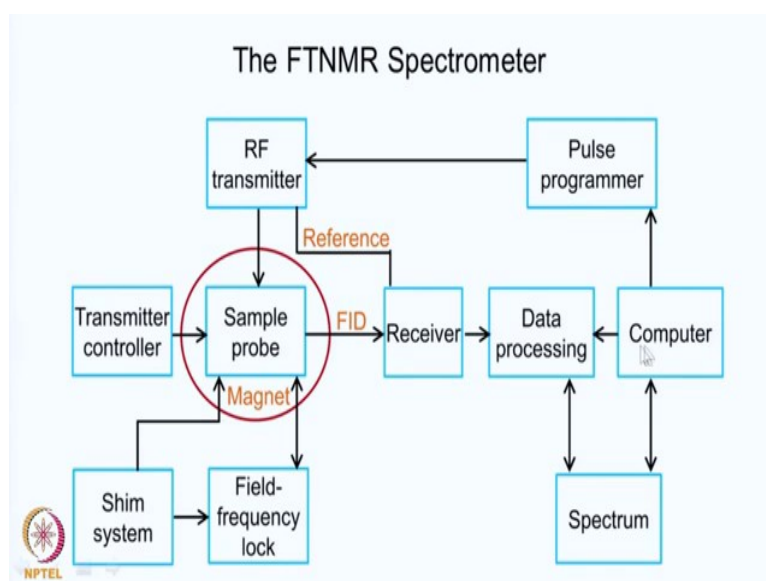 The FTNMR Spectrometer
RF
transmitter
Pulse
programmer
Reference
Transmitter
controller
Sample
probe
FID
Receiver
Data
processing
Computer
Magnet
Shim
system
Field-
frequency
lock
Spectrum
NPTEL